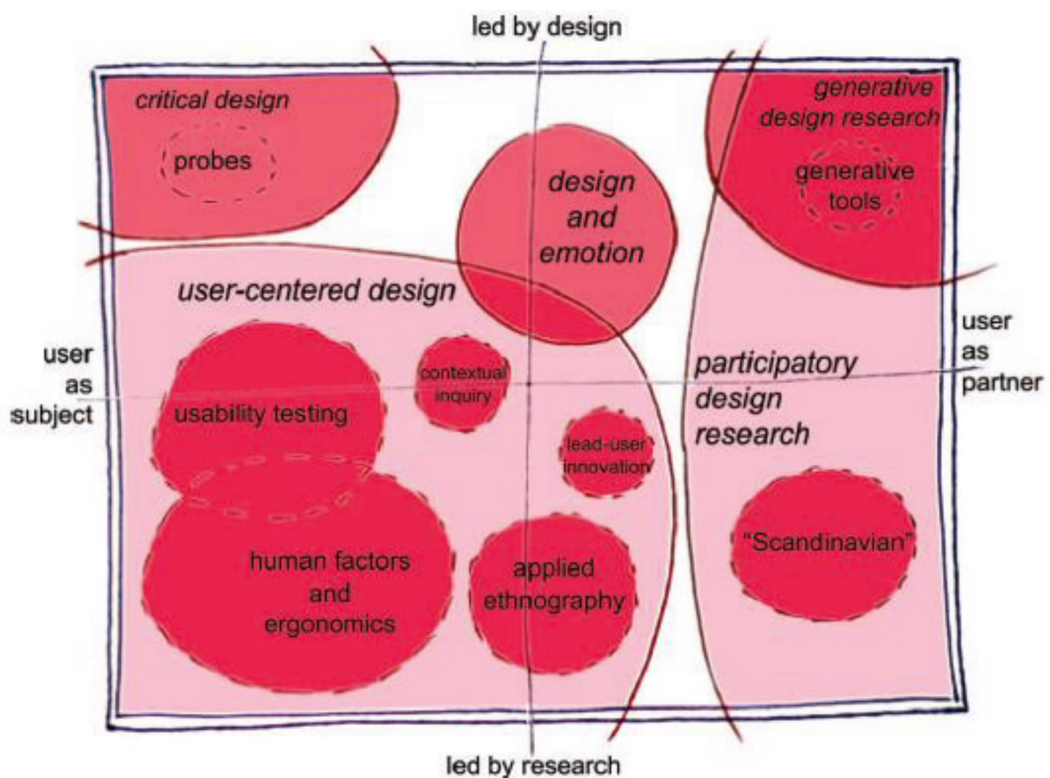 led by design
critical design
probes
generative
design research
generative
tools
design
and
emotion
user-centered design
user
as
subject
usability testing
contextual
inquiry
lead-user
innovation
participatory
design
research
user
as
partner
human factors
and
ergonomics
applied
ethnography
“Scandinavian”
led by research